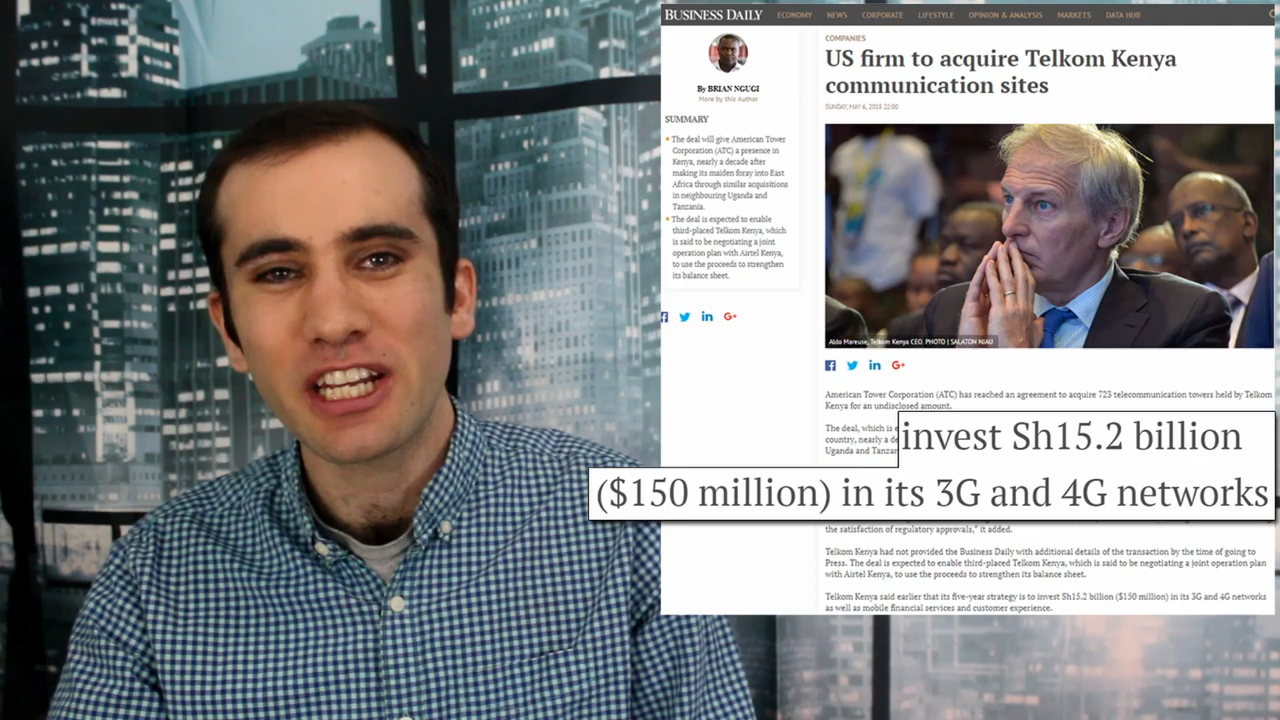 BUSINESS DAILY ECONOMY NEWS CORPORATE LIFESTYLE OPINION & ANALYSIS MARKETS DATA HUB
By BRIAN NGUGI
More by this Author
SUMMARY
The deal will give American Tower
Corporation (ATC) a presence in
Kenya, nearly a decade after
making its maiden foray into East
Africa through similar acquisitions
in neighbouring Uganda and
Tanzania.
The deal is expected to enable
third-placed Telkom Kenya, which
is said to be negotiating a joint
operation plan with Airtel Kenya,
to use the proceeds to strengthen
its balance sheet.
COMPANIES
US firm to acquire Telkom Kenya
communication sites
SUNDAY, MAY 6, 2018 22:00
Aldo Mareuse, Telkom Kenya CEO. PHOTO | SALATON NJAU
American Tower Corporation (ATC) has reached an agreement to acquire 723 telecommunication towers held by Telkom
Kenya for an undisclosed amount.
The deal, which is
country, nearly a
Uganda and
invest Sh15.2 billion
($150 million) in its 3G and 4G networks
the satisfaction of regulatory approvals," it added.
Telkom Kenya had not provided the Business Daily with additional details of the transaction by the time of going to
Press. The deal is expected to enable third-placed Telkom Kenya, which is said to be negotiating a joint operation plan
with Airtel Kenya, to use the proceeds to strengthen its balance sheet.
Telkom Kenya said earlier that its five-year strategy is to invest Sh15.2 billion ($150 million) in its 3G and 4G networks
as well as mobile financial services and customer experience.